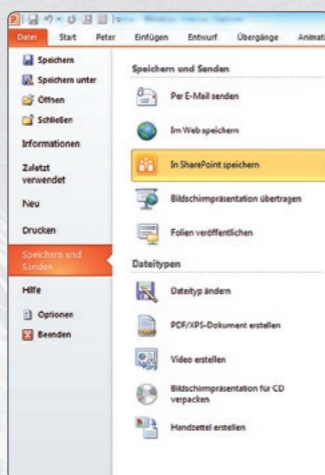 Datei Start Peter Einfügen Entwurf Übergänge Animati
Speichern
Speichern unter
Öffnen
Schließen
Informationen
Zuletzt
verwendet
Neu
Drucken
Speichern und
Senden
Hilfe
Optionen
Beenden
Speichern und Senden
Per E-Mail senden
Im Web speichern
In SharePoint speichern
Bildschirmpräsentation übertragen
Folien veröffentlichen
Dateitypen
Dateityp ändern
PDF/XPS-Dokument erstellen
Video erstellen
Bildschirmpräsentation für CD
verpacken
Handzettel erstellen